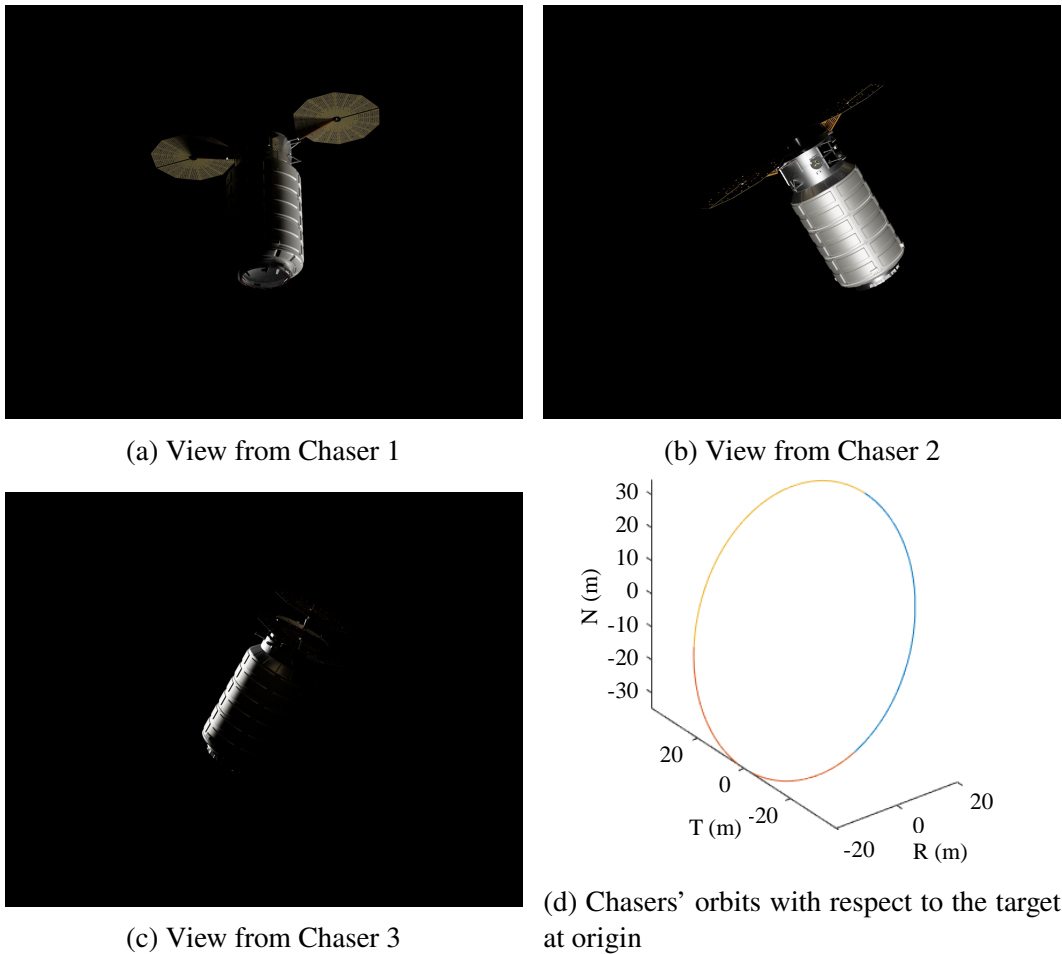 (a) View from Chaser 1
(b) View from Chaser 2
30
20
10
0
-10
-20
-30
N (m)
20
0
-20
T (m)
-20
0
20
R (m)
(c) View from Chaser 3
(d) Chasers' orbits with respect to the target
at origin